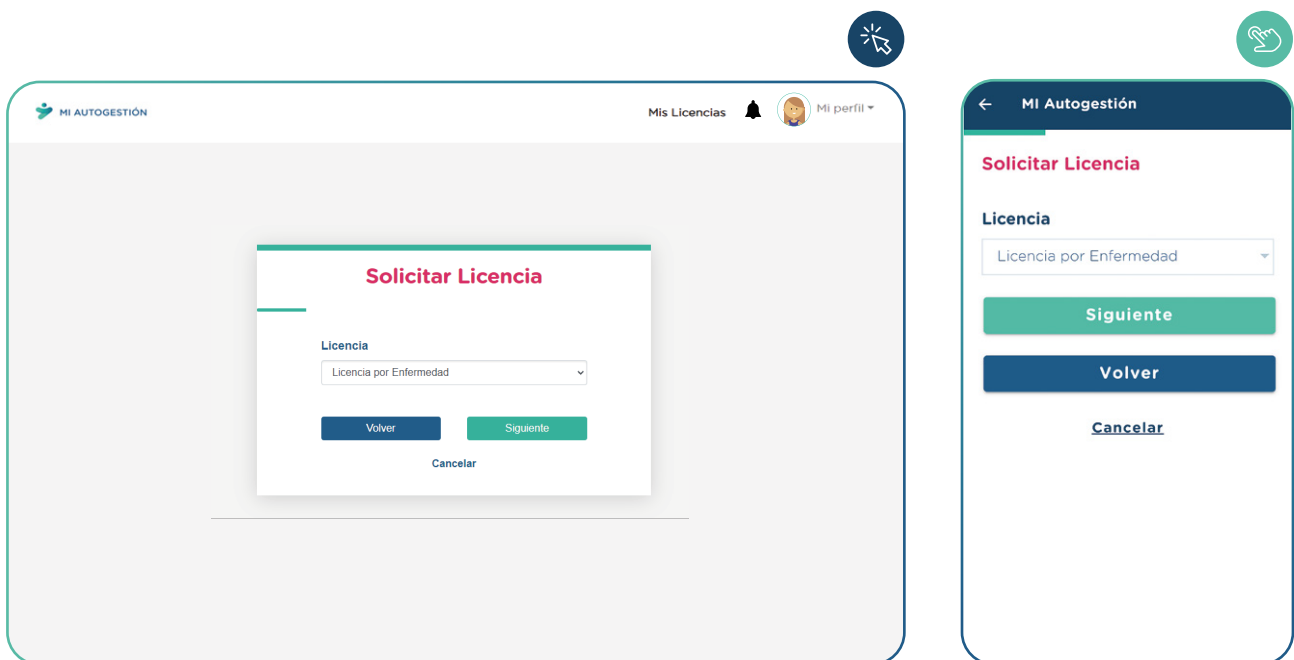 MI AUTOGESTIÓN
Mis Licencias
Mi perfil
Solicitar Licencia
Licencia
Licencia por Enfermedad
Volver
Siguiente
Cancelar
MI Autogestión
Solicitar Licencia
Licencia
Licencia por Enfermedad
Siguiente
Volver
Cancelar